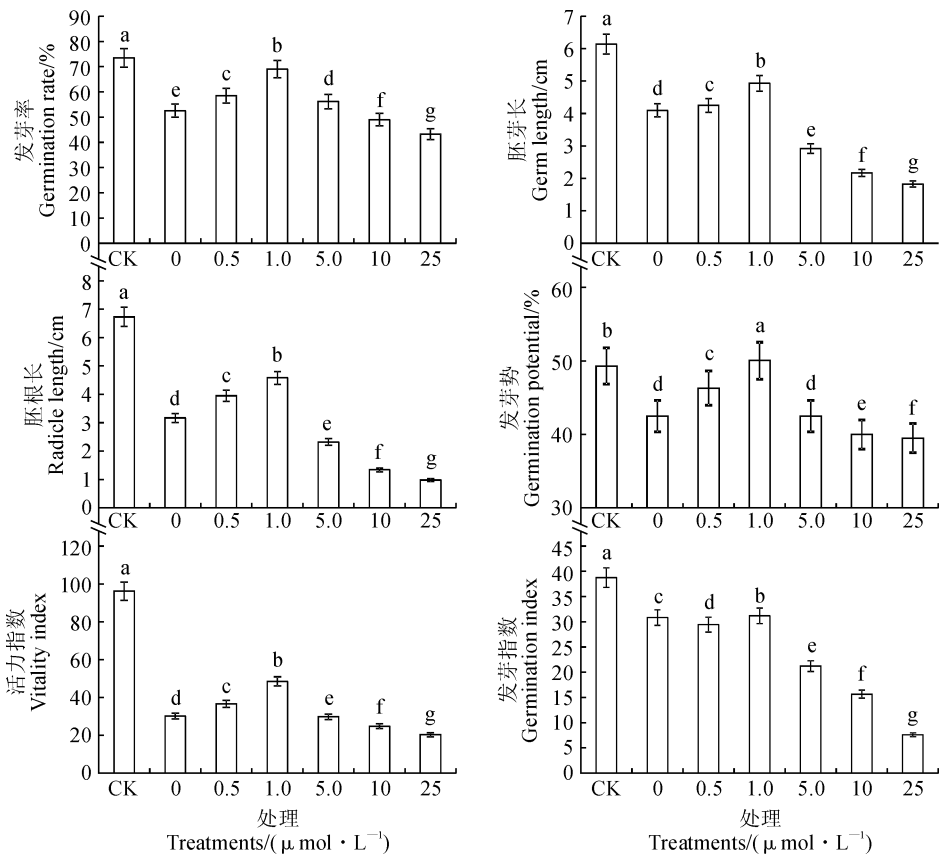 发芽率
Germination rate/%
90
80
70
60
50
40
30
20
10
0
a
e
c
b
d
f
g
CK 0 0.5 1.0 5.0 10 25
胚芽长
Germ length/cm
7
6
5
4
3
2
1
0
a
d
c
b
e
f
g
CK 0 0.5 1.0 5.0 10 25
胚根长
Radicle length/cm
8
7
6
5
4
3
2
1
0
a
d
c
b
e
f
g
CK 0 0.5 1.0 5.0 10 25
发芽势
Germination potential/%
60
50
40
30
b
d
c
a
d
e
f
CK 0 0.5 1.0 5.0 10 25
活力指数
Vitality index
120
100
80
60
40
20
0
a
d
c
b
e
f
g
CK 0 0.5 1.0 5.0 10 25
处理
Treatments/(μ mol·L⁻¹)
发芽指数
Germination index
45
40
35
30
25
15
10
5
0
a
c
d
b
e
f
g
CK 0 0.5 1.0 5.0 10 25
处理
Treatments/(μ mol·L⁻¹)